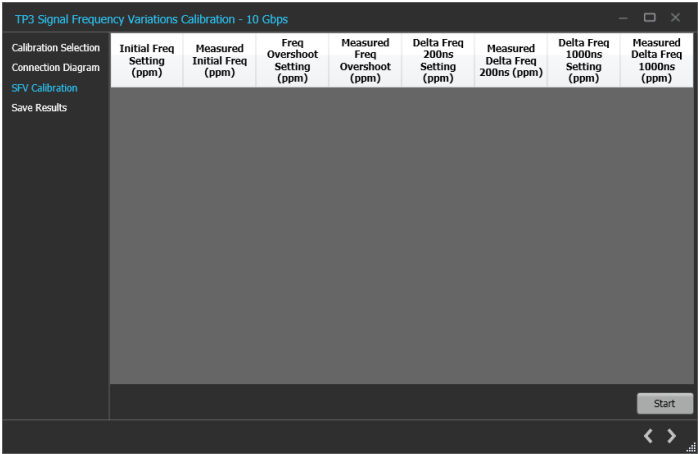 TP3 Signal Frequency Variations Calibration - 10 Gbps
Calibration Selection
Connection Diagram
SFV Calibration
Save Results
Initial Freq
Setting
(ppm)
Measured
Initial Freq
(ppm)
Freq
Overshoot
Setting
(ppm)
Measured
Freq
Overshoot
(ppm)
Delta Freq
200ns
Setting
(ppm)
Measured
Delta Freq
200ns (ppm)
Delta Freq
1000ns
Setting
(ppm)
Measured
Delta Freq
1000ns
(ppm)
Start